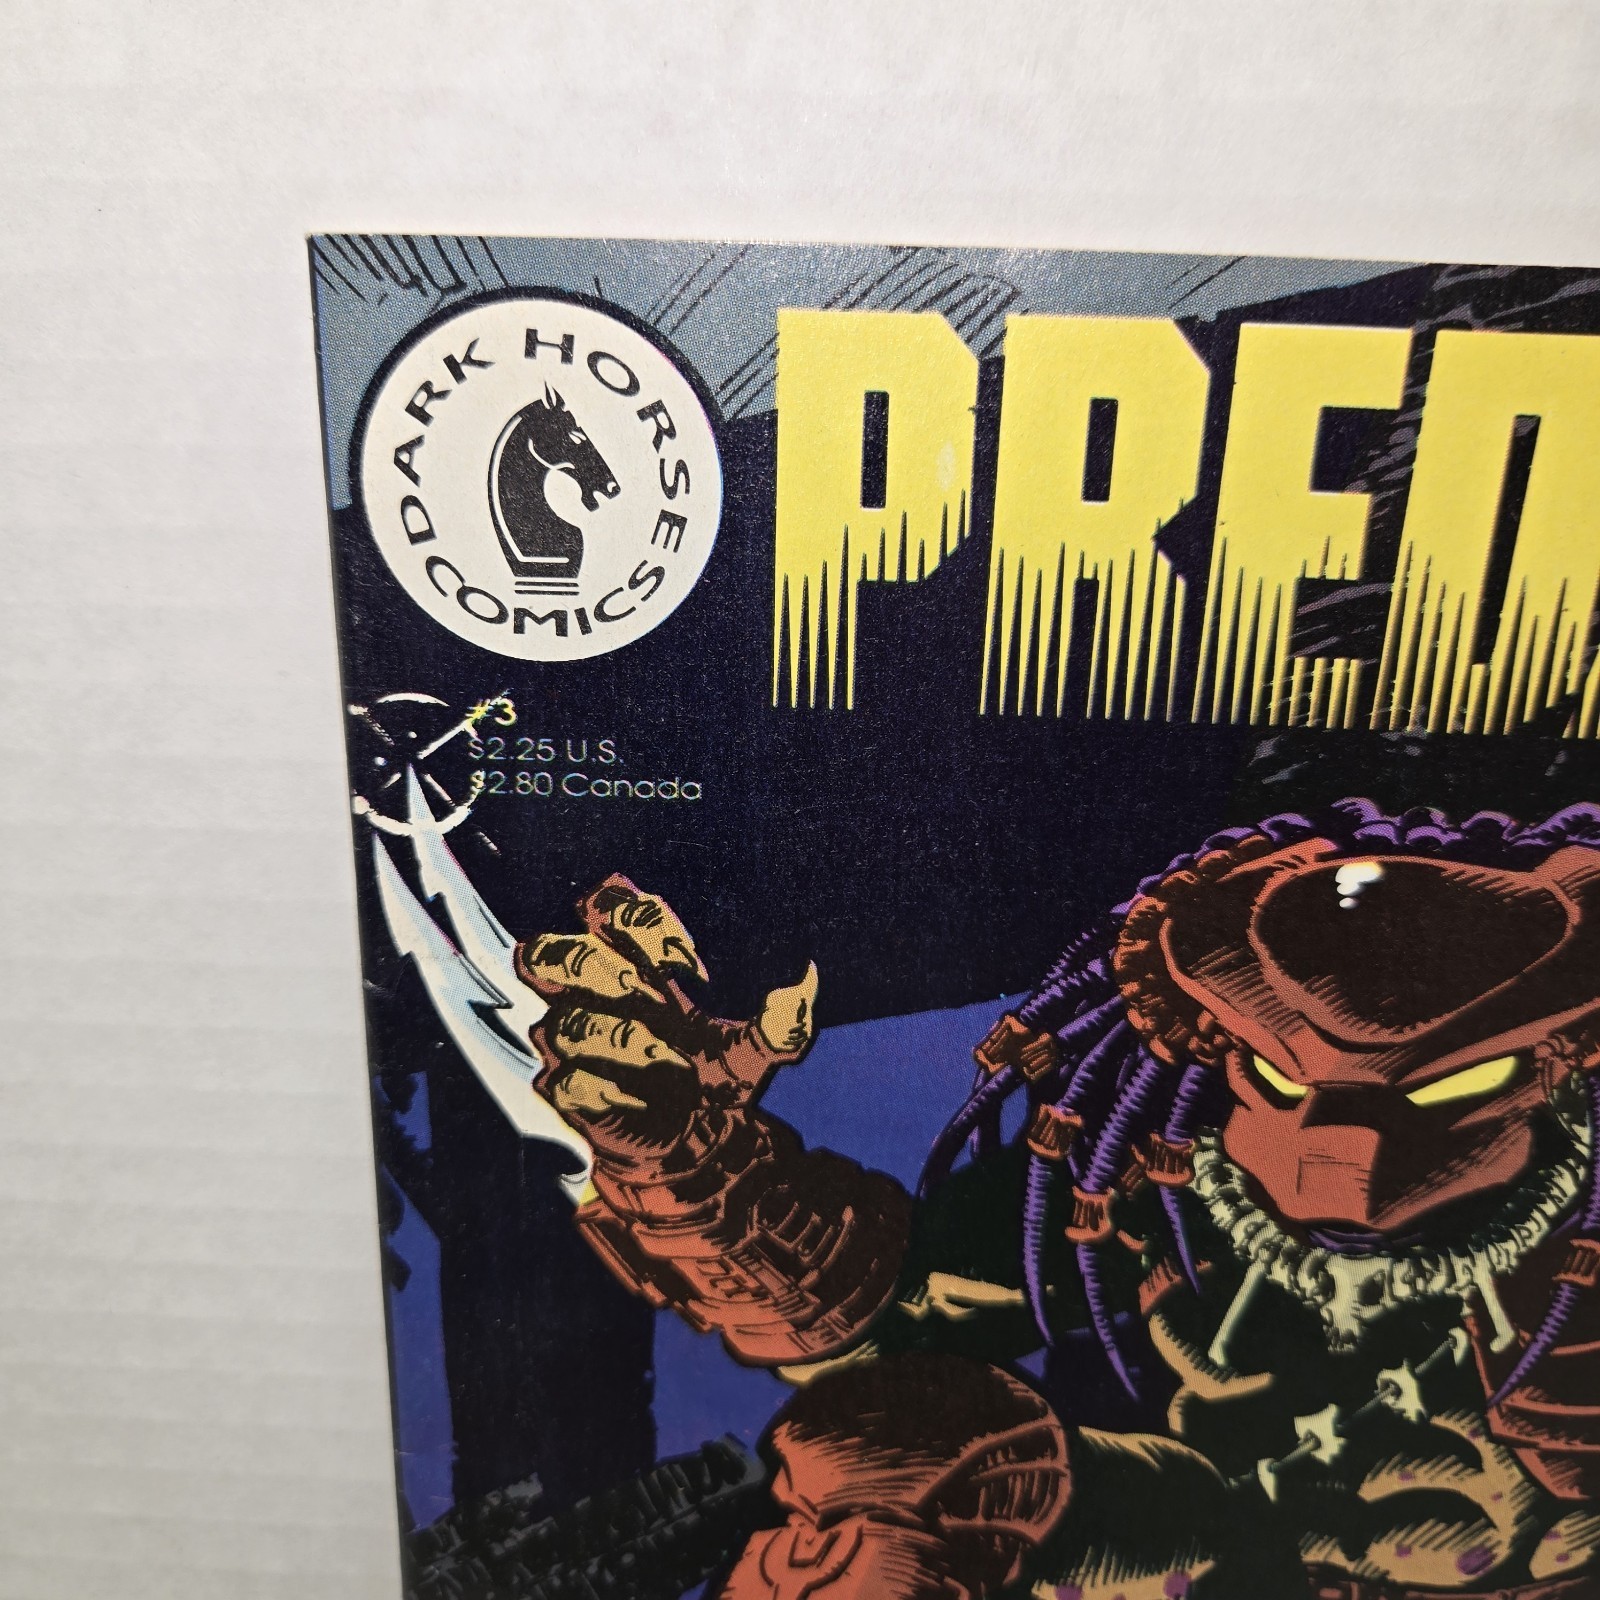 DARK HORSE
COMICS
PRED
#3
$2.25 U.S.
$2.80 Canada